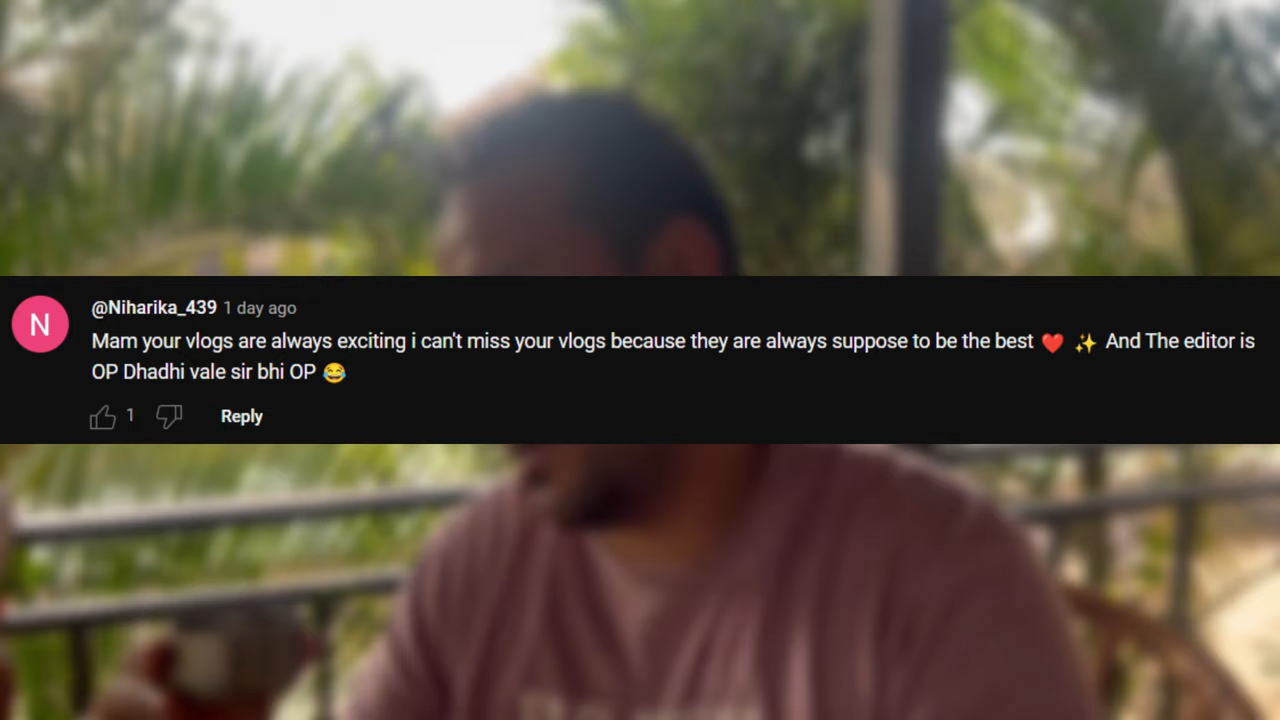 N
@Niharika_439 1 day ago
Mam your vlogs are always exciting i can't miss your vlogs because they are always suppose to be the best ❤️ ✨ And The editor is
OP Dhadhi vale sir bhi OP 😂
1 Reply